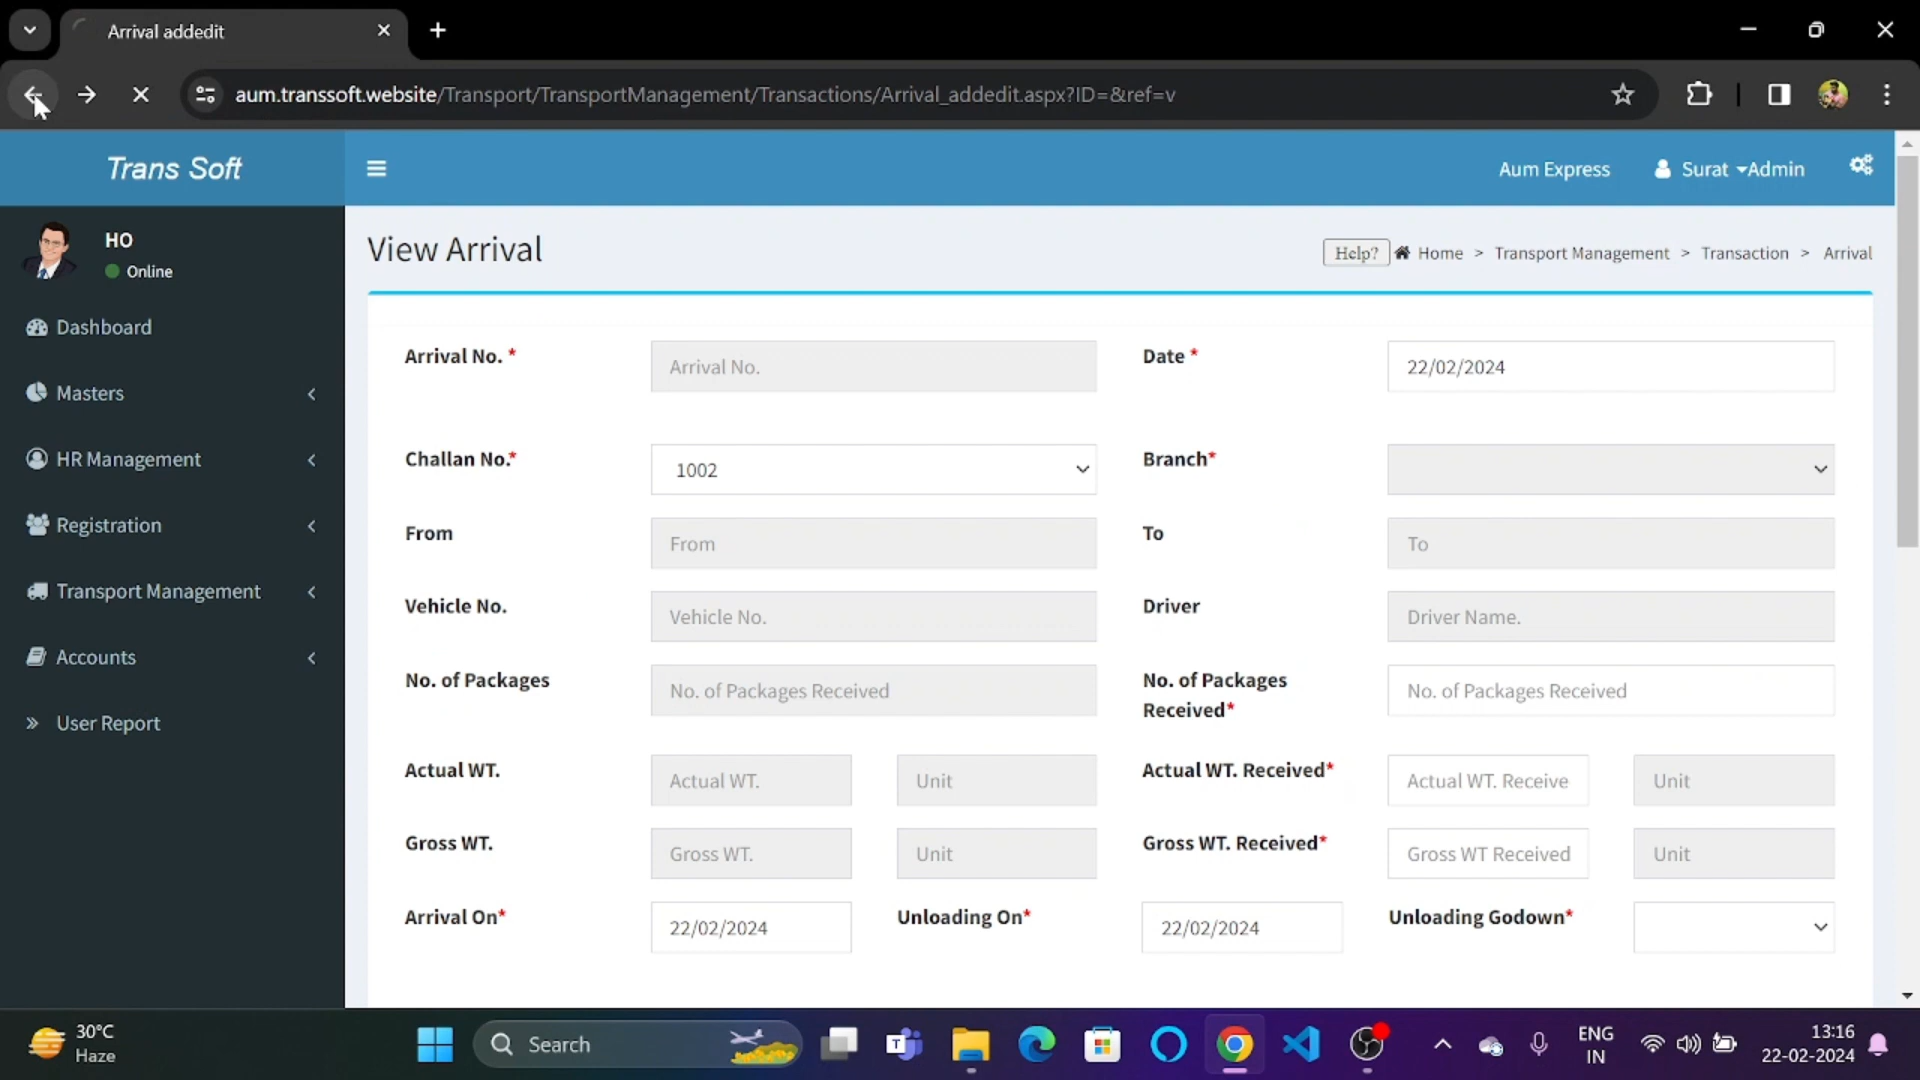 Arrival addedit
aum.transsoft.website/Transport/TransportManagement/Transactions/Arrival_addedit.aspx?ID=&ref=v
Trans Soft
Aum Express
Surat
Admin
HO
Online
Dashboard
Masters
HR Management
Registration
Transport Management
Accounts
User Report
View Arrival
Help?
Home > Transport Management > Transaction > Arrival
Arrival No. *
Arrival No.
Date *
22/02/2024
Challan No.*
1002
Branch*
From
From
To
To
Vehicle No.
Vehicle No.
Driver
Driver Name.
No. of Packages
No. of Packages Received
No. of Packages
Received*
No. of Packages Received
Actual WT.
Actual WT.
Unit
Actual WT. Received*
Actual WT. Receive
Unit
Gross WT.
Gross WT.
Unit
Gross WT. Received*
Gross WT Received
Unit
Arrival On*
22/02/2024
Unloading On*
22/02/2024
Unloading Godown*
30°C
Haze
Search
ENG
IN
13:16
22-02-2024